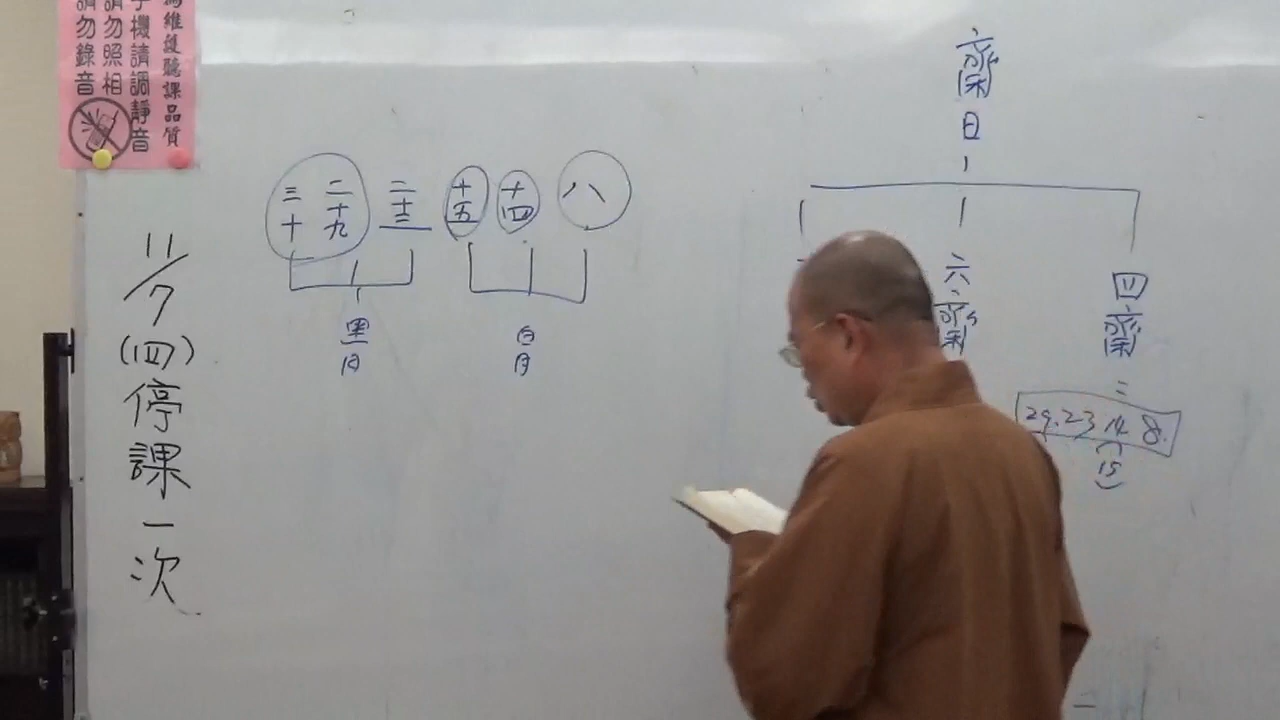 為維護聽課品質
手機請調靜音
請勿照相
請勿錄音
齋日
四齋
29.23 14 8.
(15)
六齋
八
十四
十五
二十三
二十九
三十
白月
黑月
11/7(四)停課一次